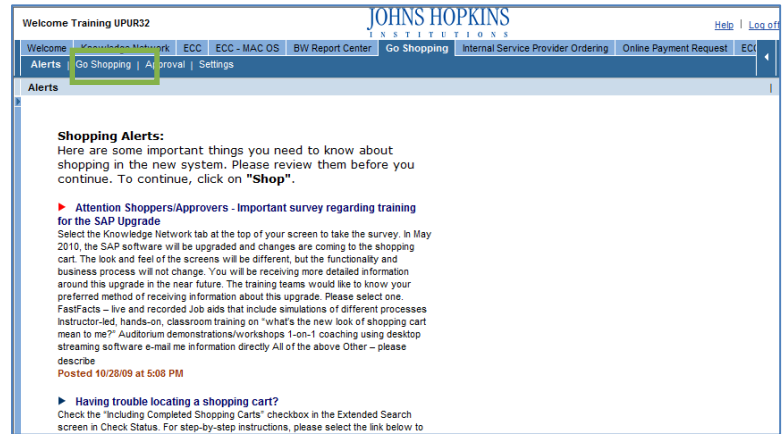 Welcome Training UPUR32
JOHNS HOPKINS
INSTITUTIONS
Help | Log off
Welcome Knowledge Network ECC ECC - MAC OS BW Report Center Go Shopping Internal Service Provider Ordering Online Payment Request ECC
Alerts | Go Shopping | Approval | Settings
Alerts
Shopping Alerts:
Here are some important things you need to know about
shopping in the new system. Please review them before you
continue. To continue, click on "Shop".
Attention Shoppers/Approvers - Important survey regarding training
for the SAP Upgrade
Select the Knowledge Network tab at the top of your screen to take the survey. In May
2010, the SAP software will be upgraded and changes are coming to the shopping
cart. The look and feel of the screens will be different, but the functionality and
business process will not change. You will be receiving more detailed information
around this upgrade in the near future. The training teams would like to know your
preferred method of receiving information about this upgrade. Please select one.
FastFacts – live and recorded Job aids that include simulations of different processes
Instructor-led, hands-on, classroom training on “what's the new look of shopping cart
mean to me?” Auditorium demonstrations/workshops 1-on-1 coaching using desktop
streaming software e-mail me information directly All of the above Other – please
describe
Posted 10/28/09 at 5:08 PM
Having trouble locating a shopping cart?
Check the "Including Completed Shopping Carts" checkbox in the Extended Search
screen in Check Status. For step-by-step instructions, please select the link below to